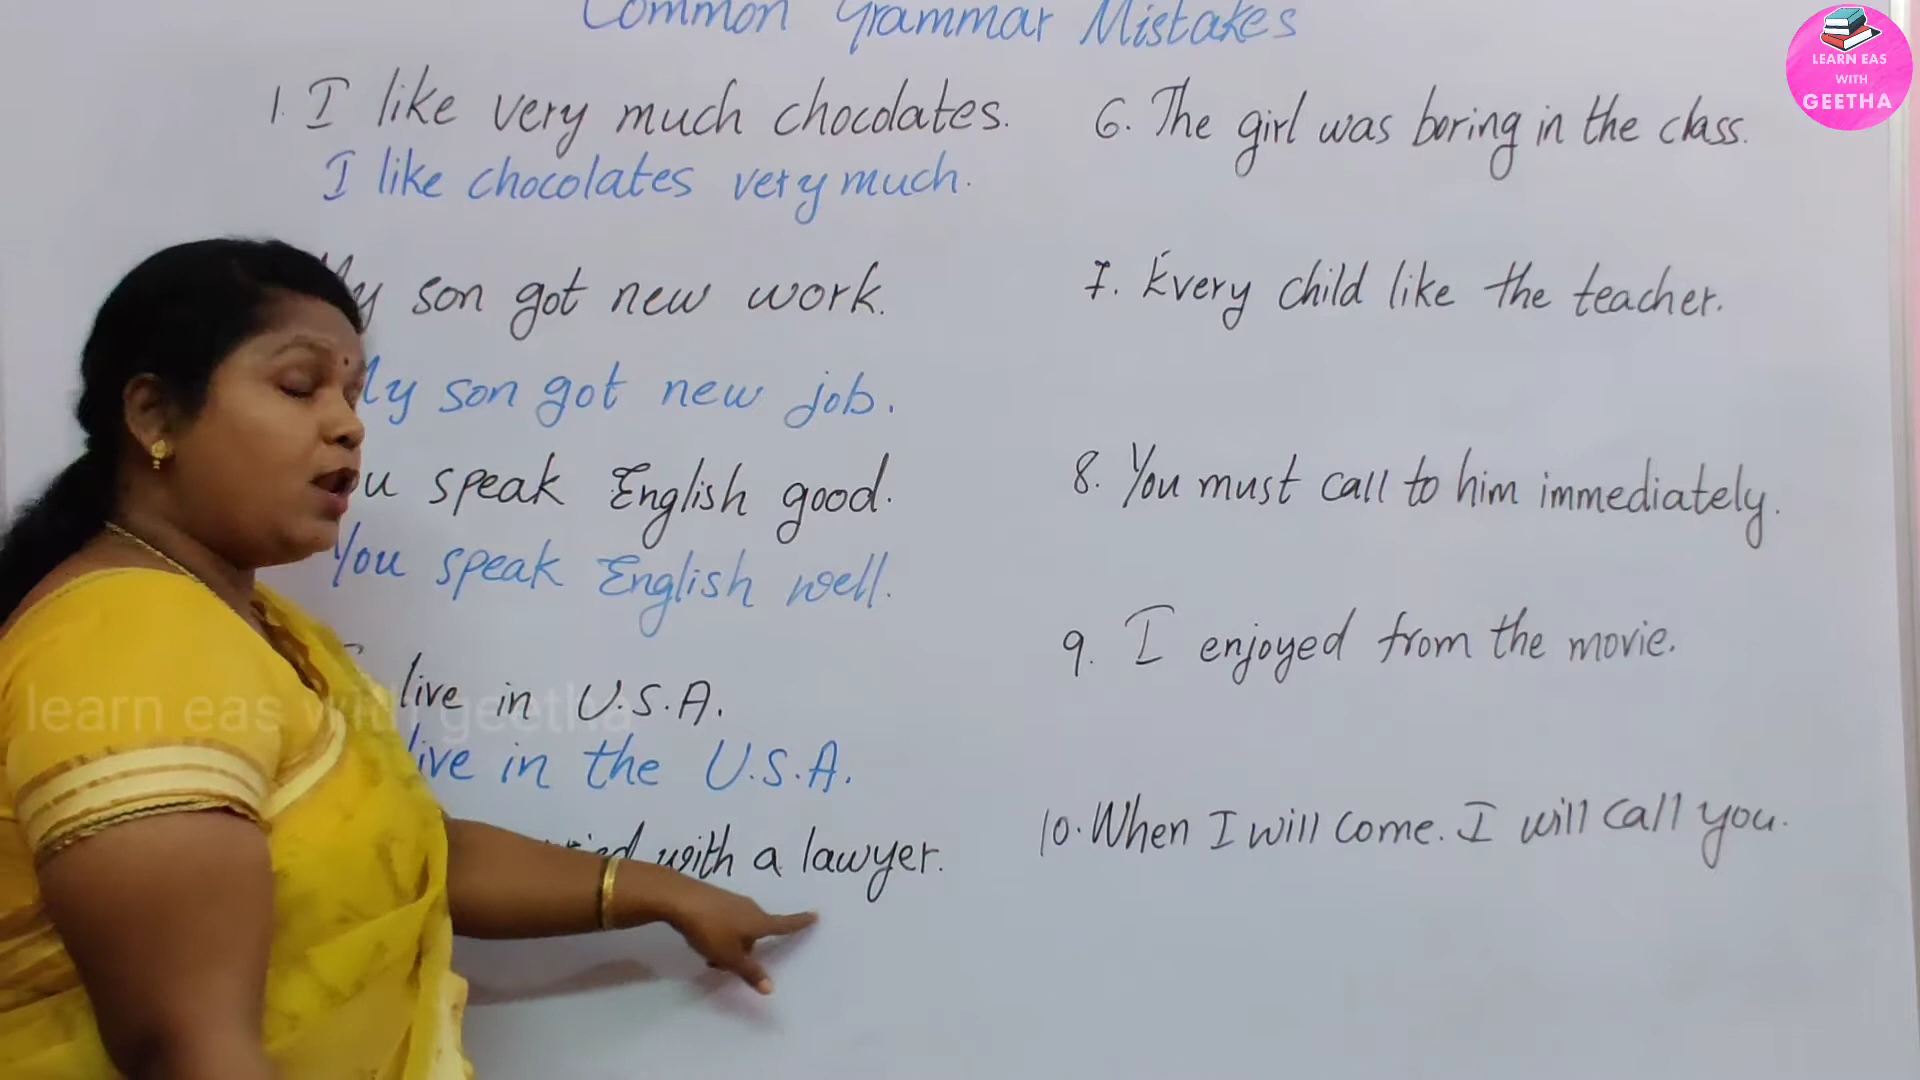 Common Grammar Mistakes
1. I like very much chocolates.
I like chocolates very much.
son got new work.
My son got new job.
speak English good.
You speak English well.
live in U.S.A.
live in the U.S.A.
with a lawyer.
6. The girl was boring in the class.
7. Every child like the teacher.
8. You must call to him immediately.
9. I enjoyed from the movie.
10. When I will come. I will call you.
LEARN EAS
WITH
GEETHA
learn eas with geetha